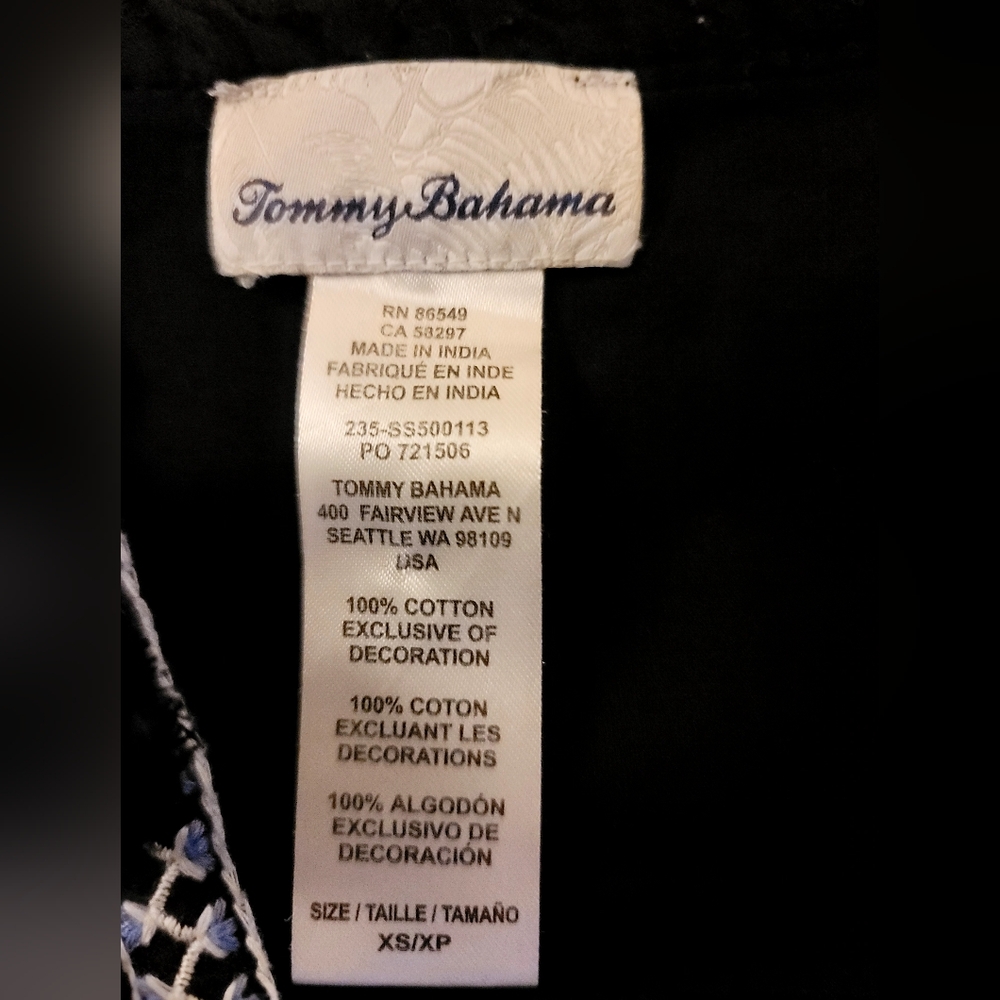 Tommy Bahama
RN 86549
CA 58297
MADE IN INDIA
FABRIQUÉ EN INDE
HECHO EN INDIA
235-SS500113
PO 721506
TOMMY BAHAMA
400 FAIRVIEW AVE N
SEATTLE WA 98109
USA
100% COTTON
EXCLUSIVE OF
DECORATION
100% COTON
EXCLUANT LES
DECORATIONS
100% ALGODÓN
EXCLUSIVO DE
DECORACIÓN
SIZE / TAILLE / TAMAÑO
XS/XP